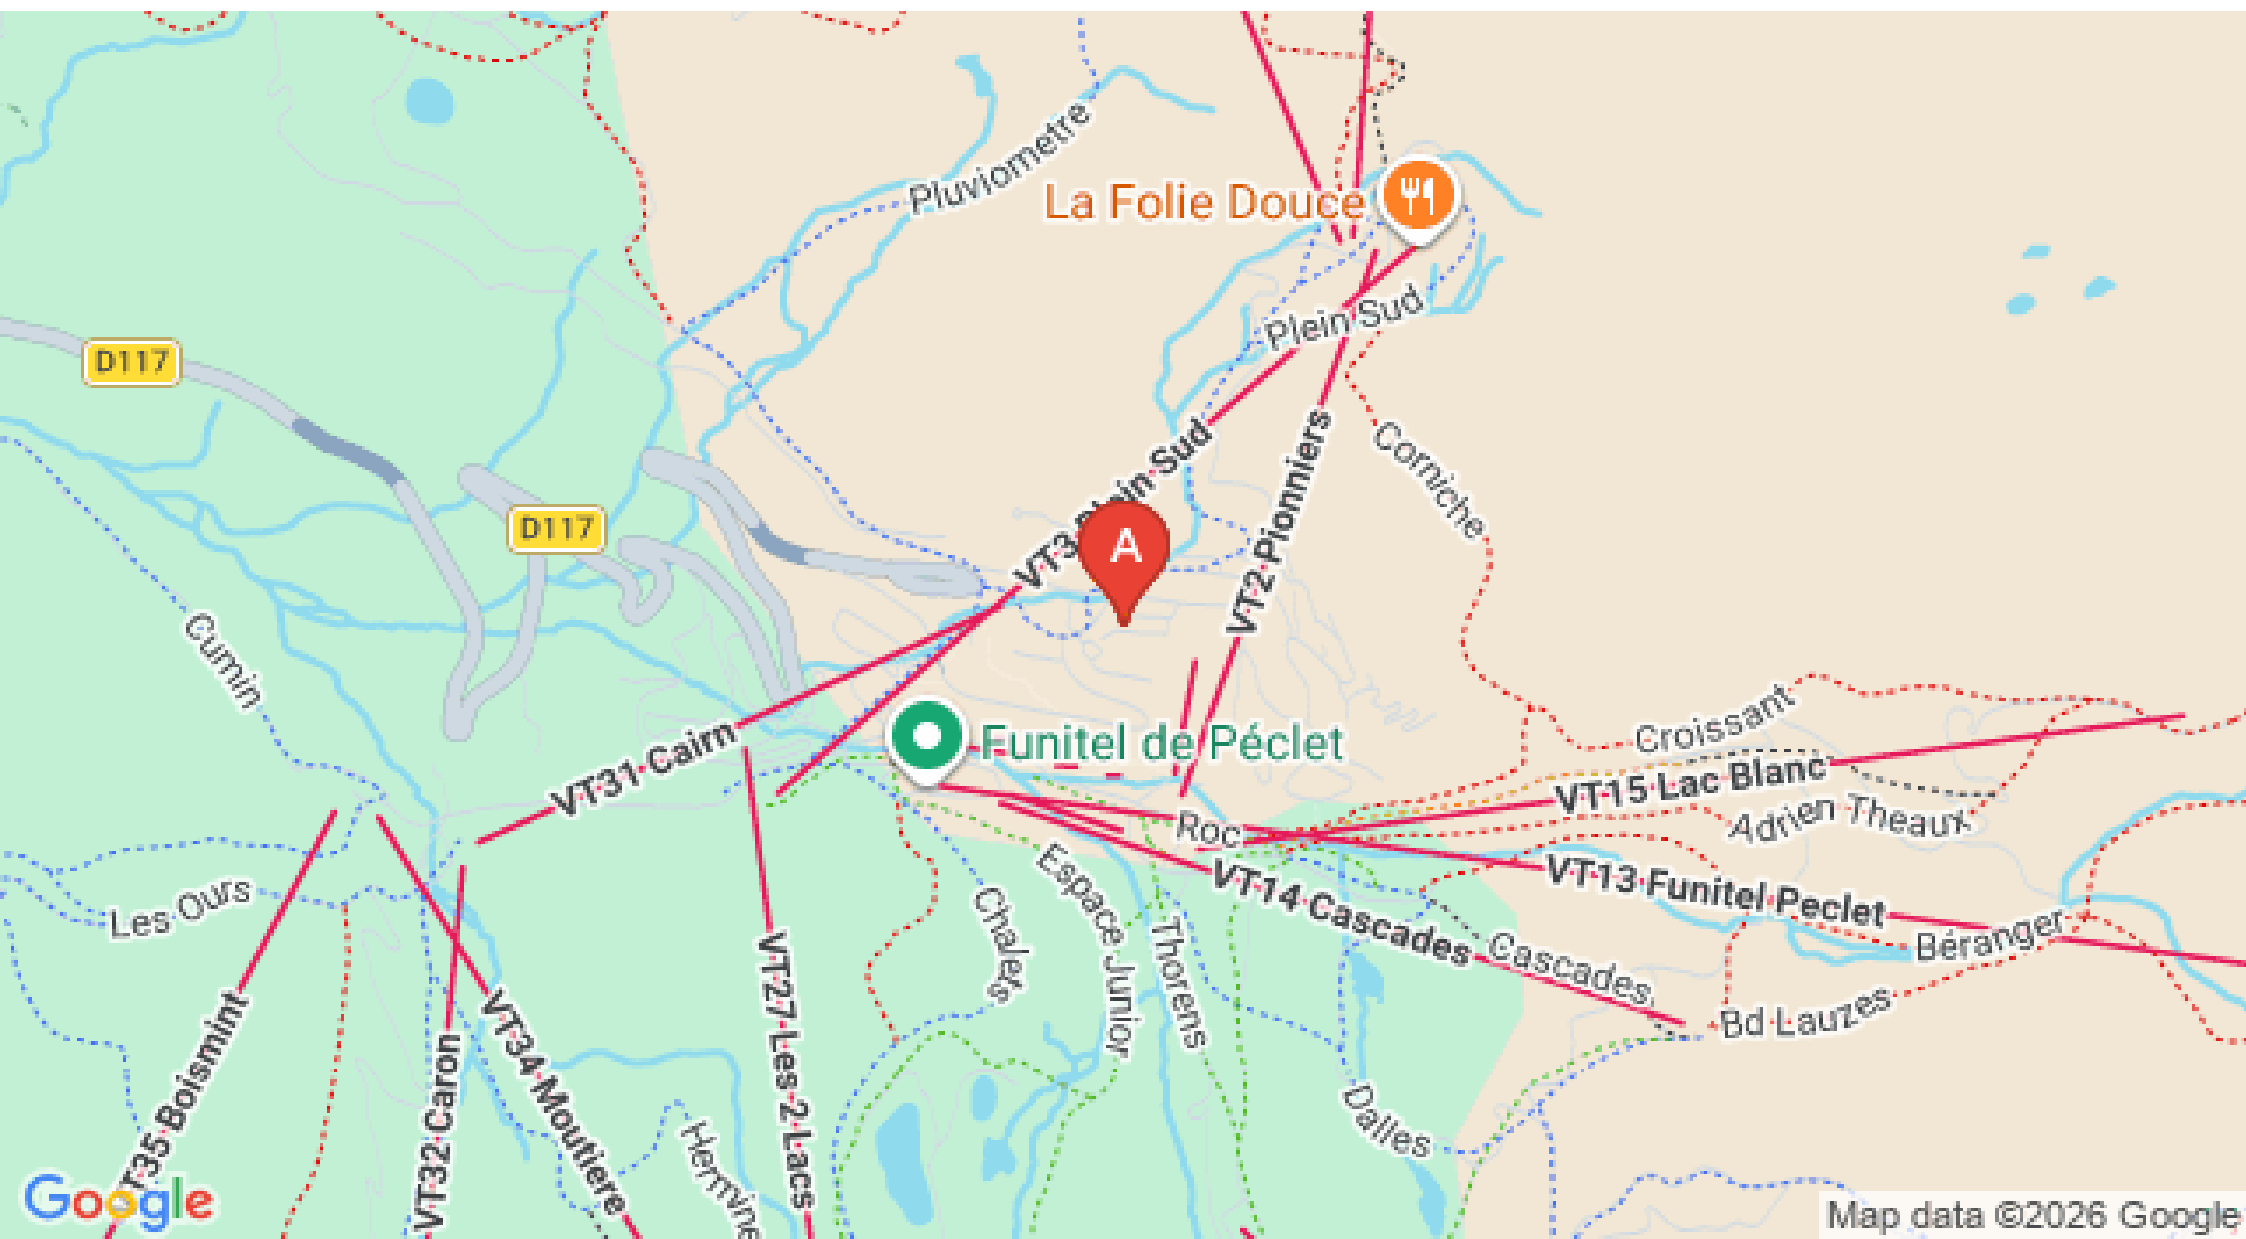 Pluviometre
La Folie Douce
D117
Plein Sud
Corniche
VT3 Plein Sud
D117
A
VT2 Pionniers
Cumin
Croissant
Funitel de Péclet
VT31 Cairn
VT15 Lac Blanc
Adrien Theaux
Roc
VT13 Funitel Peclet
VT14 Cascades
Les Ours
Espace Junior
Chalets
Thorens
Cascades
Béranger
Bd Lauzes
VT27 Les 2 Lacs
VT34 Moutiere
T35 Boismint
VT32 Caron
Dalles
Hermine
Google
Map data ©2026 Google